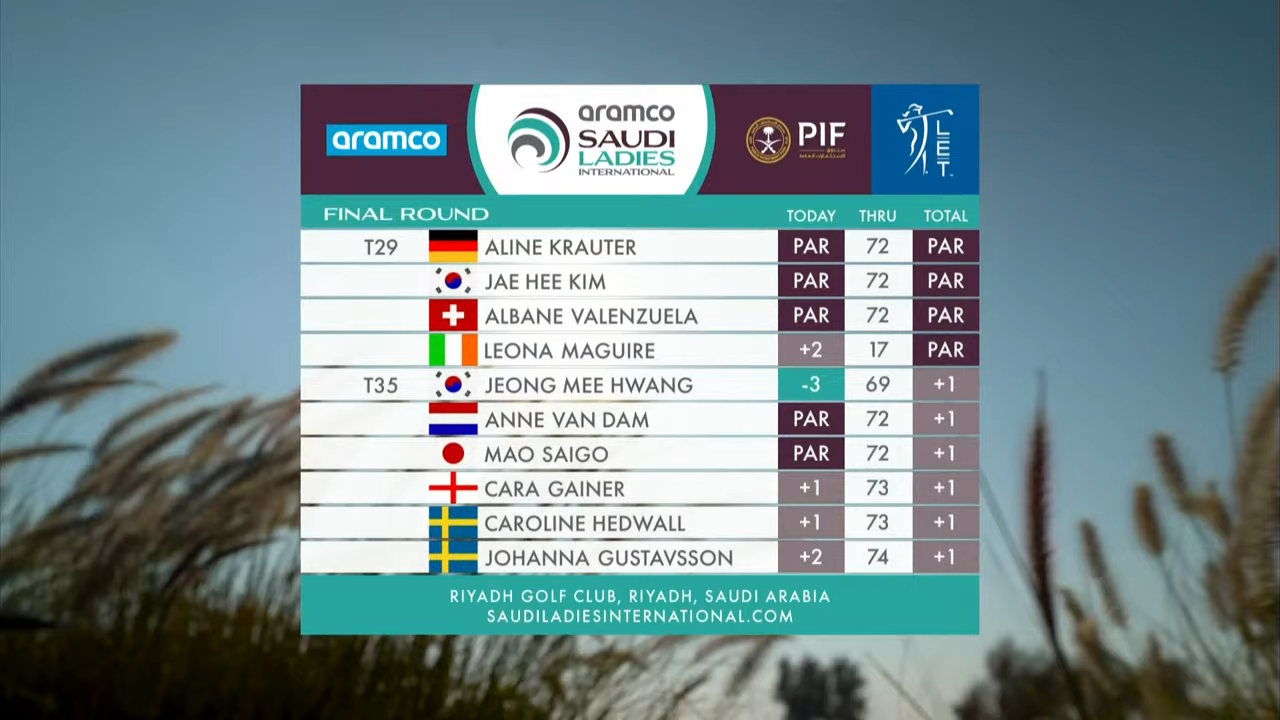 aramco
aramco
SAUDI
LADIES
INTERNATIONAL
PIF
LET
FINAL ROUND TODAY THRU TOTAL
T29 ALINE KRAUTER PAR 72 PAR
JAE HEE KIM PAR 72 PAR
ALBANE VALENZUELA PAR 72 PAR
LEONA MAGUIRE +2 17 PAR
T35 JEONG MEE HWANG -3 69 +1
ANNE VAN DAM PAR 72 +1
MAO SAIGO PAR 72 +1
CARA GAINER +1 73 +1
CAROLINE HEDWALL +1 73 +1
JOHANNA GUSTAVSSON +2 74 +1
RIYADH GOLF CLUB, RIYADH, SAUDI ARABIA
SAUDILADIESINTERNATIONAL.COM